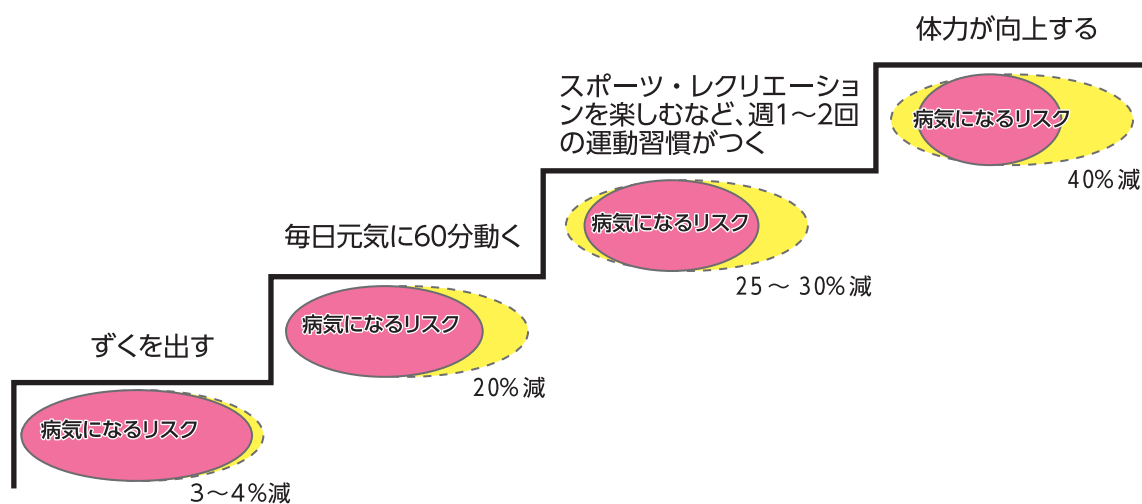 体力が向上する
病気になるリスク
40%減
スポーツ・レクリエーショ
ンを楽しむなど、週1〜2回
の運動習慣がつく
病気になるリスク
25〜30%減
毎日元気に60分動く
病気になるリスク
20%減
ずくを出す
病気になるリスク
3〜4%減